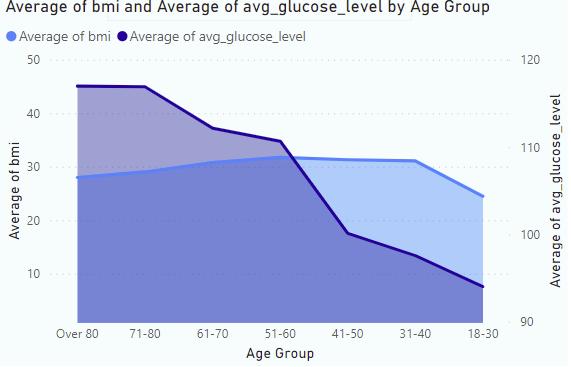 Average of bmi and Average of avg_glucose_level by Age Group
Average of bmi Average of avg_glucose_level
50
40
30
20
10
Average of bmi
120
110
100
90
Average of avg_glucose_level
Over 80 71-80 61-70 51-60 41-50 31-40 18-30
Age Group